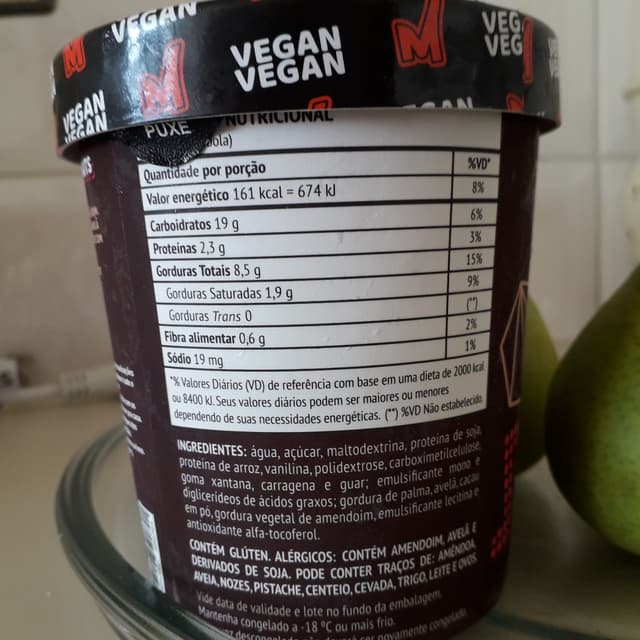 VEGAN
VEGAN
VEGAN
VEG
VEG
VEGAN
VEGAN
PUXE
NUTRICIONAL
Quantidade por porção %VD*
Valor energético 161 kcal = 674 kJ 8%
Carboidratos 19 g 6%
Proteínas 2,3 g 3%
Gorduras Totais 8,5 g 15%
Gorduras Saturadas 1,9 g 9%
Gorduras Trans 0 (**)
Fibra alimentar 0,6 g 2%
Sódio 19 mg 1%
*% Valores Diários (VD) de referência com base em uma dieta de 2000 kcal
ou 8400 kJ. Seus valores diários podem ser maiores ou menores
dependendo de suas necessidades energéticas. (**) %VD Não estabelecido.
INGREDIENTES: água, açúcar, maltodextrina, proteína de soja,
proteína de arroz, vanilina, polidextrose, carboximetilcelulose,
goma xantana, carragena e guar; emulsificante mono e
diglicerídeos de ácidos graxos; gordura de palma, avelã, cacau
em pó, gordura vegetal de amendoim, emulsificante lecitina e
antioxidante alfa-tocoferol.
CONTÉM GLÚTEN. ALÉRGICOS: CONTÉM AMENDOIM, AVELÃ E
DERIVADOS DE SOJA. PODE CONTER TRAÇOS DE: AMÊNDOA,
AVEIA, NOZES, PISTACHE, CENTEIO, CEVADA, TRIGO, LEITE E OVOS.
Vide data de validade e lote no fundo da embalagem.
Mantenha congelado a -18 °C ou mais frio.
ser novamente congelado.